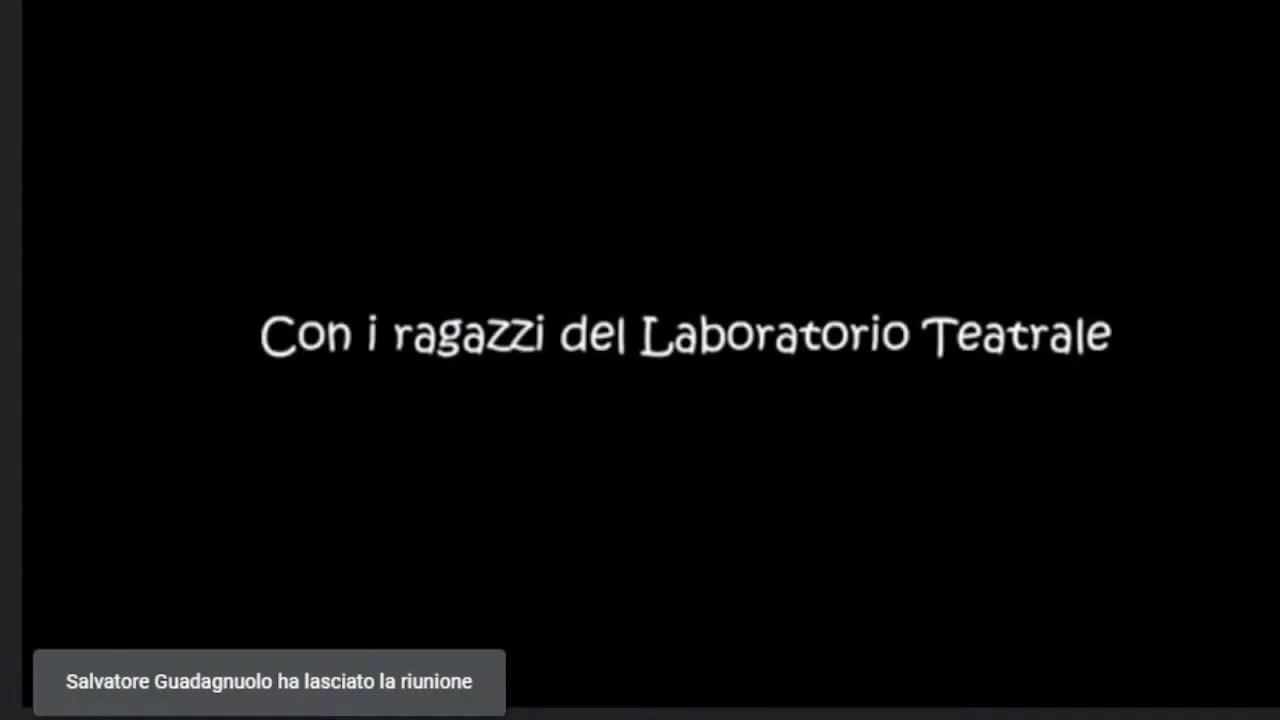 Con i ragazzi del Laboratorio Teatrale
Salvatore Guadagnuolo ha lasciato la riunione